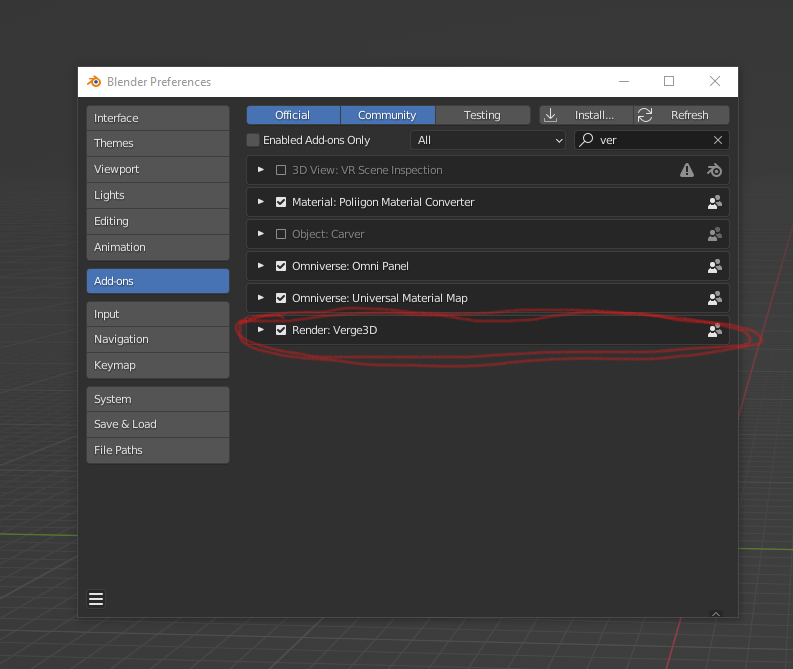 Blender Preferences
Interface
Themes
Viewport
Lights
Editing
Animation
Add-ons
Input
Navigation
Keymap
System
Save & Load
File Paths
Official Community Testing Install... Refresh
Enabled Add-ons Only All ver
3D View: VR Scene Inspection
Material: Poliigon Material Converter
Object: Carver
Omniverse: Omni Panel
Omniverse: Universal Material Map
Render: Verge3D